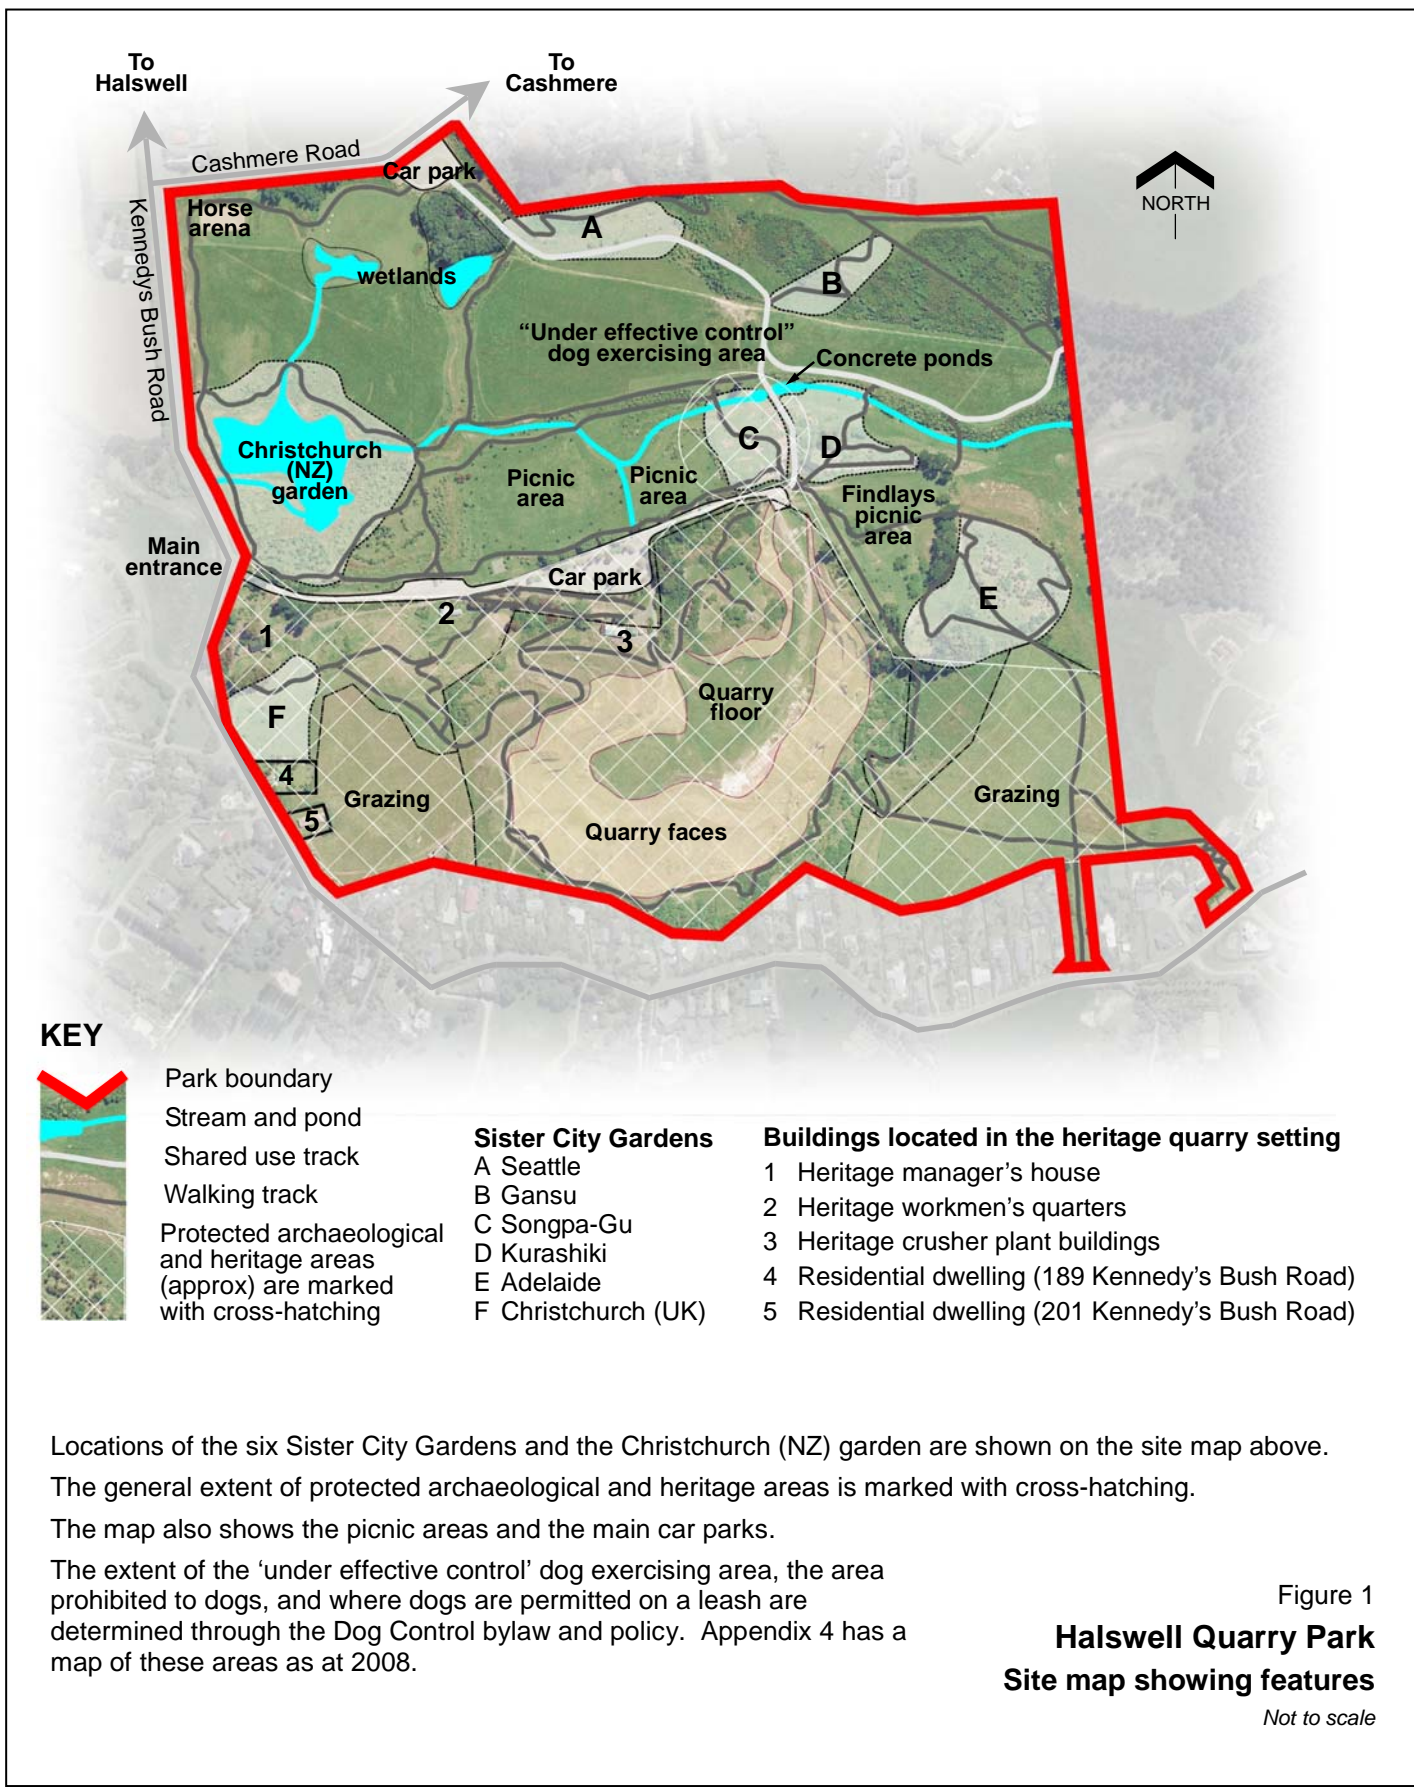 To
Halswell
To
Cashmere
Cashmere Road
Car park
NORTH
Kennedys Bush Road
Horse
arena
A
wetlands
B
“Under effective control”
dog exercising area
Concrete ponds
Christchurch
(NZ)
garden
C
D
Picnic
area
Picnic
area
Findlays
picnic
area
Main
entrance
Car park
E
1
2
3
F
Quarry
floor
4
5
Grazing
Grazing
Quarry faces
KEY
Park boundary
Stream and pond
Shared use track
Walking track
Protected archaeological
and heritage areas
(approx) are marked
with cross-hatching
Sister City Gardens
A Seattle
B Gansu
C Songpa-Gu
D Kurashiki
E Adelaide
F Christchurch (UK)
Buildings located in the heritage quarry setting
1 Heritage manager’s house
2 Heritage workmen’s quarters
3 Heritage crusher plant buildings
4 Residential dwelling (189 Kennedy’s Bush Road)
5 Residential dwelling (201 Kennedy’s Bush Road)
Locations of the six Sister City Gardens and the Christchurch (NZ) garden are shown on the site map above.
The general extent of protected archaeological and heritage areas is marked with cross-hatching.
The map also shows the picnic areas and the main car parks.
The extent of the ‘under effective control’ dog exercising area, the area
prohibited to dogs, and where dogs are permitted on a leash are
determined through the Dog Control bylaw and policy. Appendix 4 has a
map of these areas as at 2008.
Figure 1
Halswell Quarry Park
Site map showing features
Not to scale